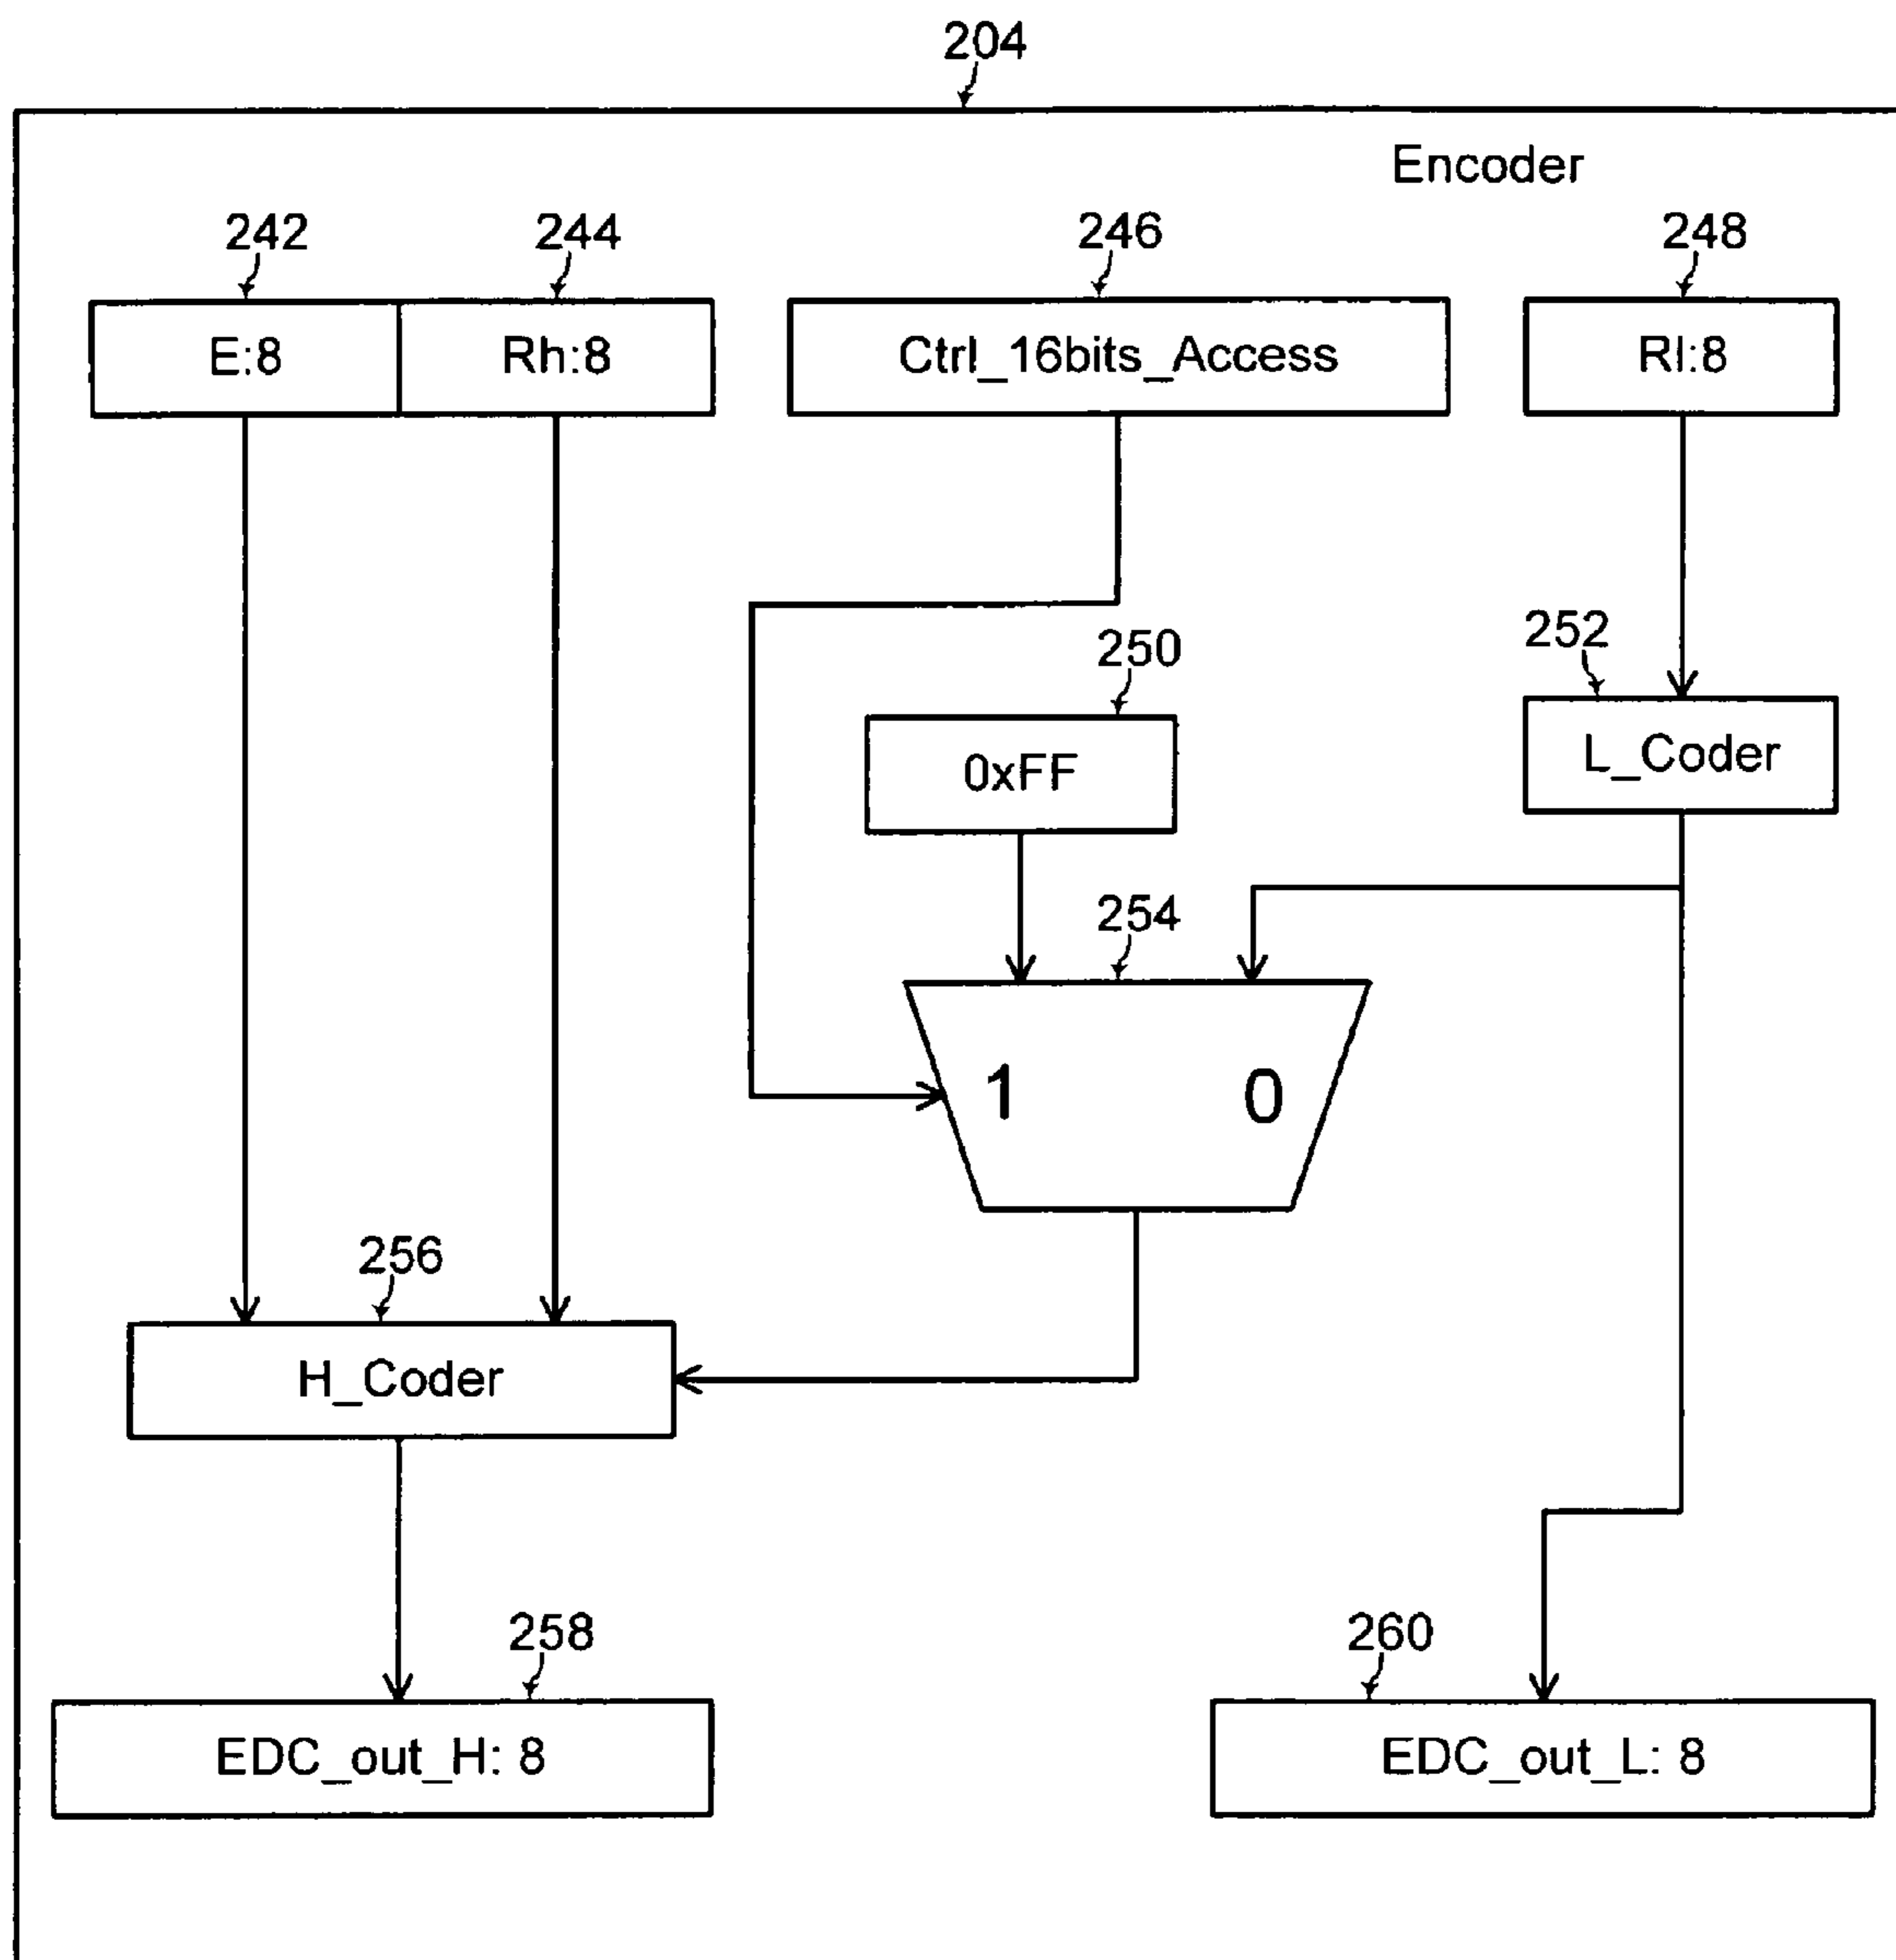 204
Encoder
242 244 246 248
E:8 Rh:8 Ctrl_16bits_Access Rl:8
250 252
0xFF L_Coder
254
1 0
256
H_Coder
258 260
EDC_out_H: 8 EDC_out_L: 8